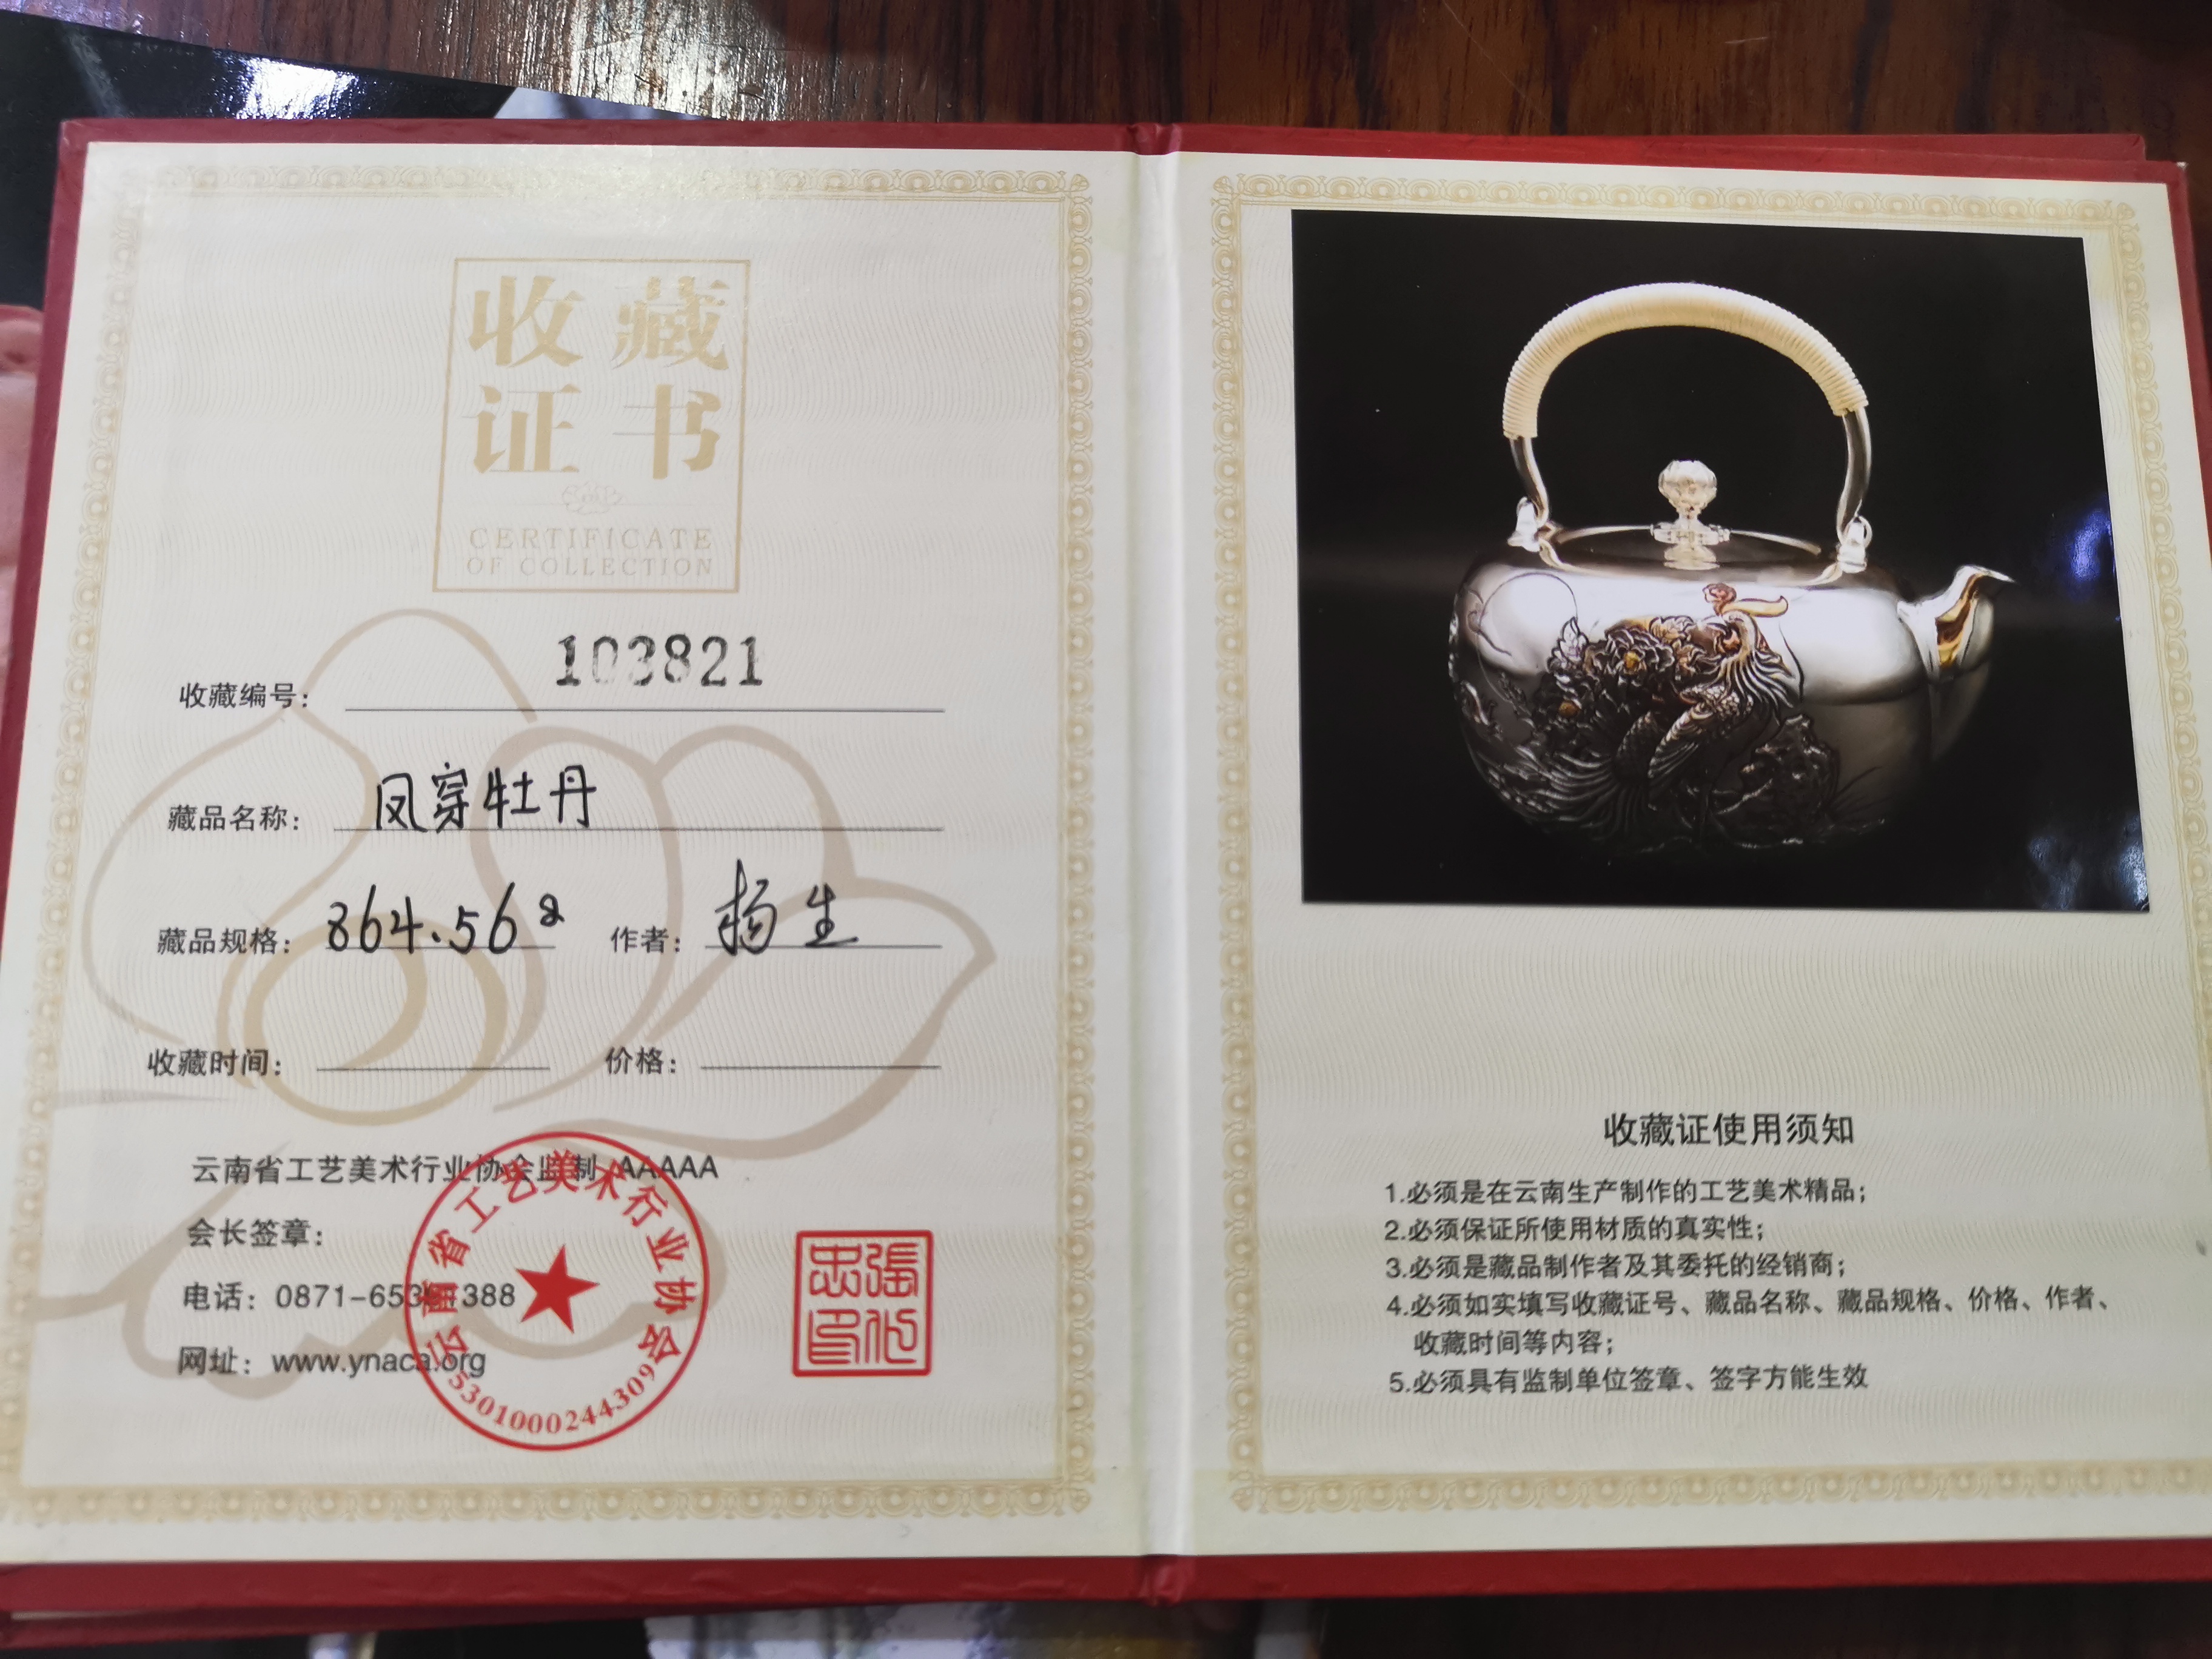 收藏
证书
CERTIFICATE
OF COLLECTION
收藏编号: 103821
藏品名称: 凤穿牡丹
藏品规格: 864.56g 作者: 杨生
收藏时间: 价格:
云南省工艺美术行业协会监制 AAAAA
会长签章:
电话: 0871-653 1388
网址: www.ynaca.org
云南省工艺美术行业协会
5301000244309
收藏证使用须知
1.必须是在云南生产制作的工艺美术精品;
2.必须保证所使用材质的真实性;
3.必须是藏品制作者及其委托的经销商;
4.必须如实填写收藏证号、藏品名称、藏品规格、价格、作者、
收藏时间等内容;
5.必须具有监制单位签章、签字方能生效